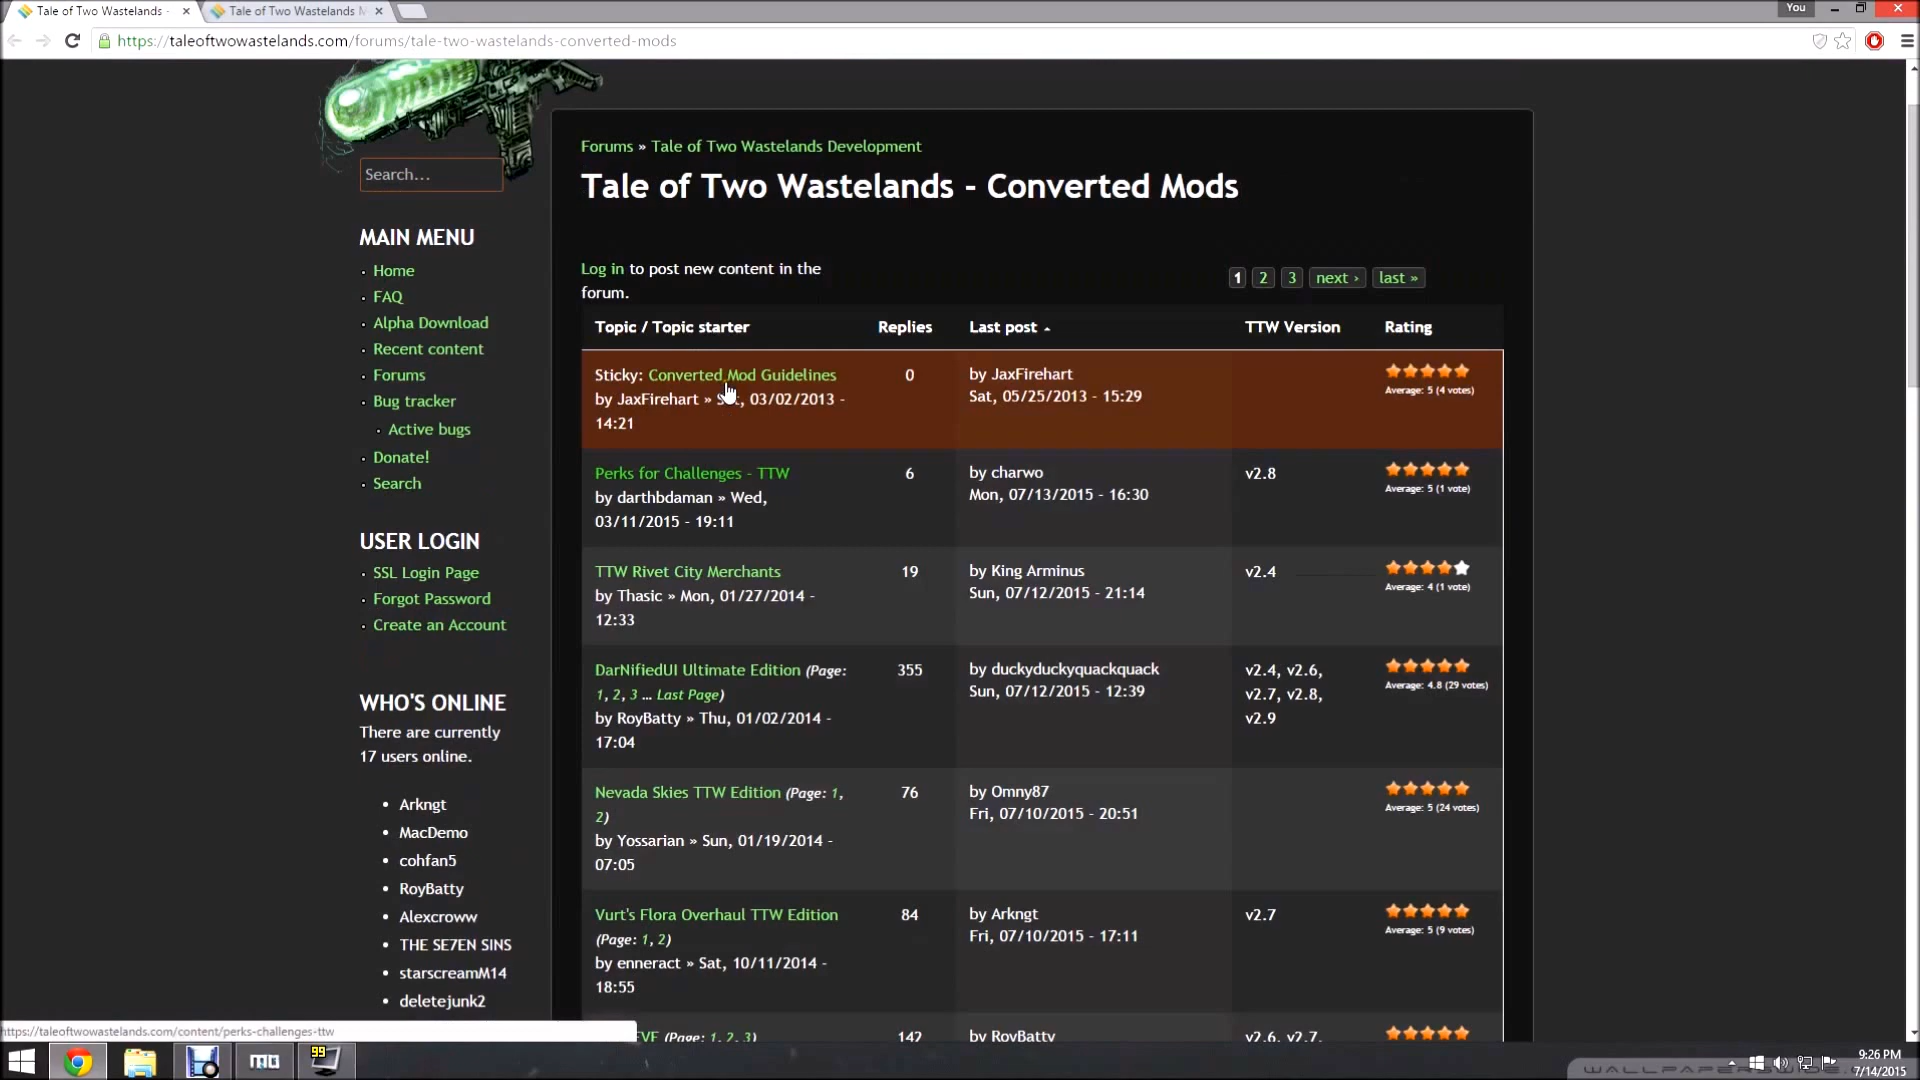 Tale of Two Wastelands -
Tale of Two Wastelands M
You
https://taleoftwowastelands.com/forums/tale-two-wastelands-converted-mods
Search...
MAIN MENU
Home
FAQ
Alpha Download
Recent content
Forums
Bug tracker
Active bugs
Donate!
Search
USER LOGIN
SSL Login Page
Forgot Password
Create an Account
WHO'S ONLINE
There are currently
17 users online.
Arkngt
MacDemo
cohfan5
RoyBatty
Alexcroww
THE SE7EN SINS
starscreamM14
deletejunk2
Forums » Tale of Two Wastelands Development
Tale of Two Wastelands - Converted Mods
Log in to post new content in the
forum.
1 2 3 next › last »
Topic / Topic starter Replies Last post TTW Version Rating
Sticky: Converted Mod Guidelines 0 by JaxFirehart
by JaxFirehart » Sat, 03/02/2013 - Sat, 05/25/2013 - 15:29 Average: 5 (4 votes)
14:21
Perks for Challenges - TTW 6 by charwo v2.8
by darthbdaman » Wed, Mon, 07/13/2015 - 16:30 Average: 5 (1 vote)
03/11/2015 - 19:11
TTW Rivet City Merchants 19 by King Arminus v2.4
by Thasic » Mon, 01/27/2014 - Sun, 07/12/2015 - 21:14 Average: 4 (1 vote)
12:33
DarNifiedUI Ultimate Edition (Page: 355 by duckyduckyquackquack v2.4, v2.6,
1, 2, 3 ... Last Page) Sun, 07/12/2015 - 12:39 v2.7, v2.8, Average: 4.8 (29 votes)
by RoyBatty » Thu, 01/02/2014 - v2.9
17:04
Nevada Skies TTW Edition (Page: 1, 76 by Omny87
2) Fri, 07/10/2015 - 20:51 Average: 5 (24 votes)
by Yossarian » Sun, 01/19/2014 -
07:05
Vurt's Flora Overhaul TTW Edition 84 by Arkngt v2.7
(Page: 1, 2) Fri, 07/10/2015 - 17:11 Average: 5 (9 votes)
by enneract » Sat, 10/11/2014 -
18:55
EVE (Page: 1, 2, 3) 142 by RoyBatty v2.6, v2.7,
https://taleoftwowastelands.com/content/perks-challenges-ttw
99
9:26 PM
7/14/2015